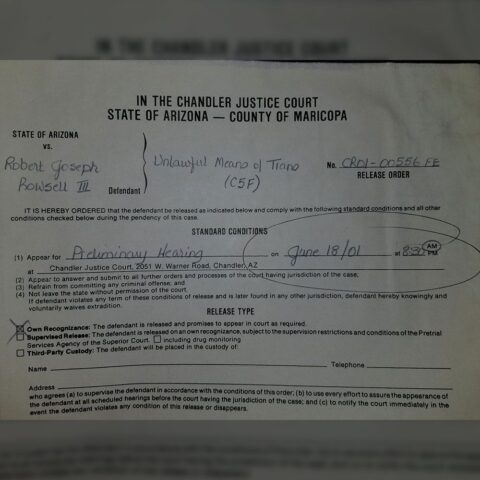 IN THE CHANDLER JUSTICE COURT
STATE OF ARIZONA — COUNTY OF MARICOPA
STATE OF ARIZONA
vs.
Robert Joseph
Rowsell III
Defendant
Unlawful Means of Trans
(C5F)
No. CR01-00556 FE
RELEASE ORDER
IT IS HEREBY ORDERED that the defendant be released as indicated below and comply with the following standard conditions and all other
conditions checked below during the pendency of this case.
STANDARD CONDITIONS
(1) Appear for Preliminary Hearing on June 18/01 at 8:30 AM PM
at Chandler Justice Court, 2051 W. Warner Road, Chandler, AZ
(2) Appear to answer and submit to all further orders and processes of the court having jurisdiction of the case;
(3) Refrain from committing any criminal offense; and
(4) Not leave the state without permission of the court.
If defendant violates any term of these conditions of release and is later found in any other jurisdiction, defendant hereby knowingly and
voluntarily waives extradition.
RELEASE TYPE
Own Recognizance: The defendant is released and promises to appear in court as required.
Supervised Release: The defendant is released on an own recognizance, subject to the supervision restrictions and conditions of the Pretrial
Services Agency of the Superior Court. including drug monitoring
Third-Party Custody: The defendant will be placed in the custody of:
Name Telephone
Address
who agrees (a) to supervise the defendant in accordance with the conditions of this order; (b) to use every effort to assure the appearance of
the defendant at all scheduled hearings before the court having jurisdiction of the case; and (c) to notify the court immediately in
the event the defendant violates any condition of this release or disappears.